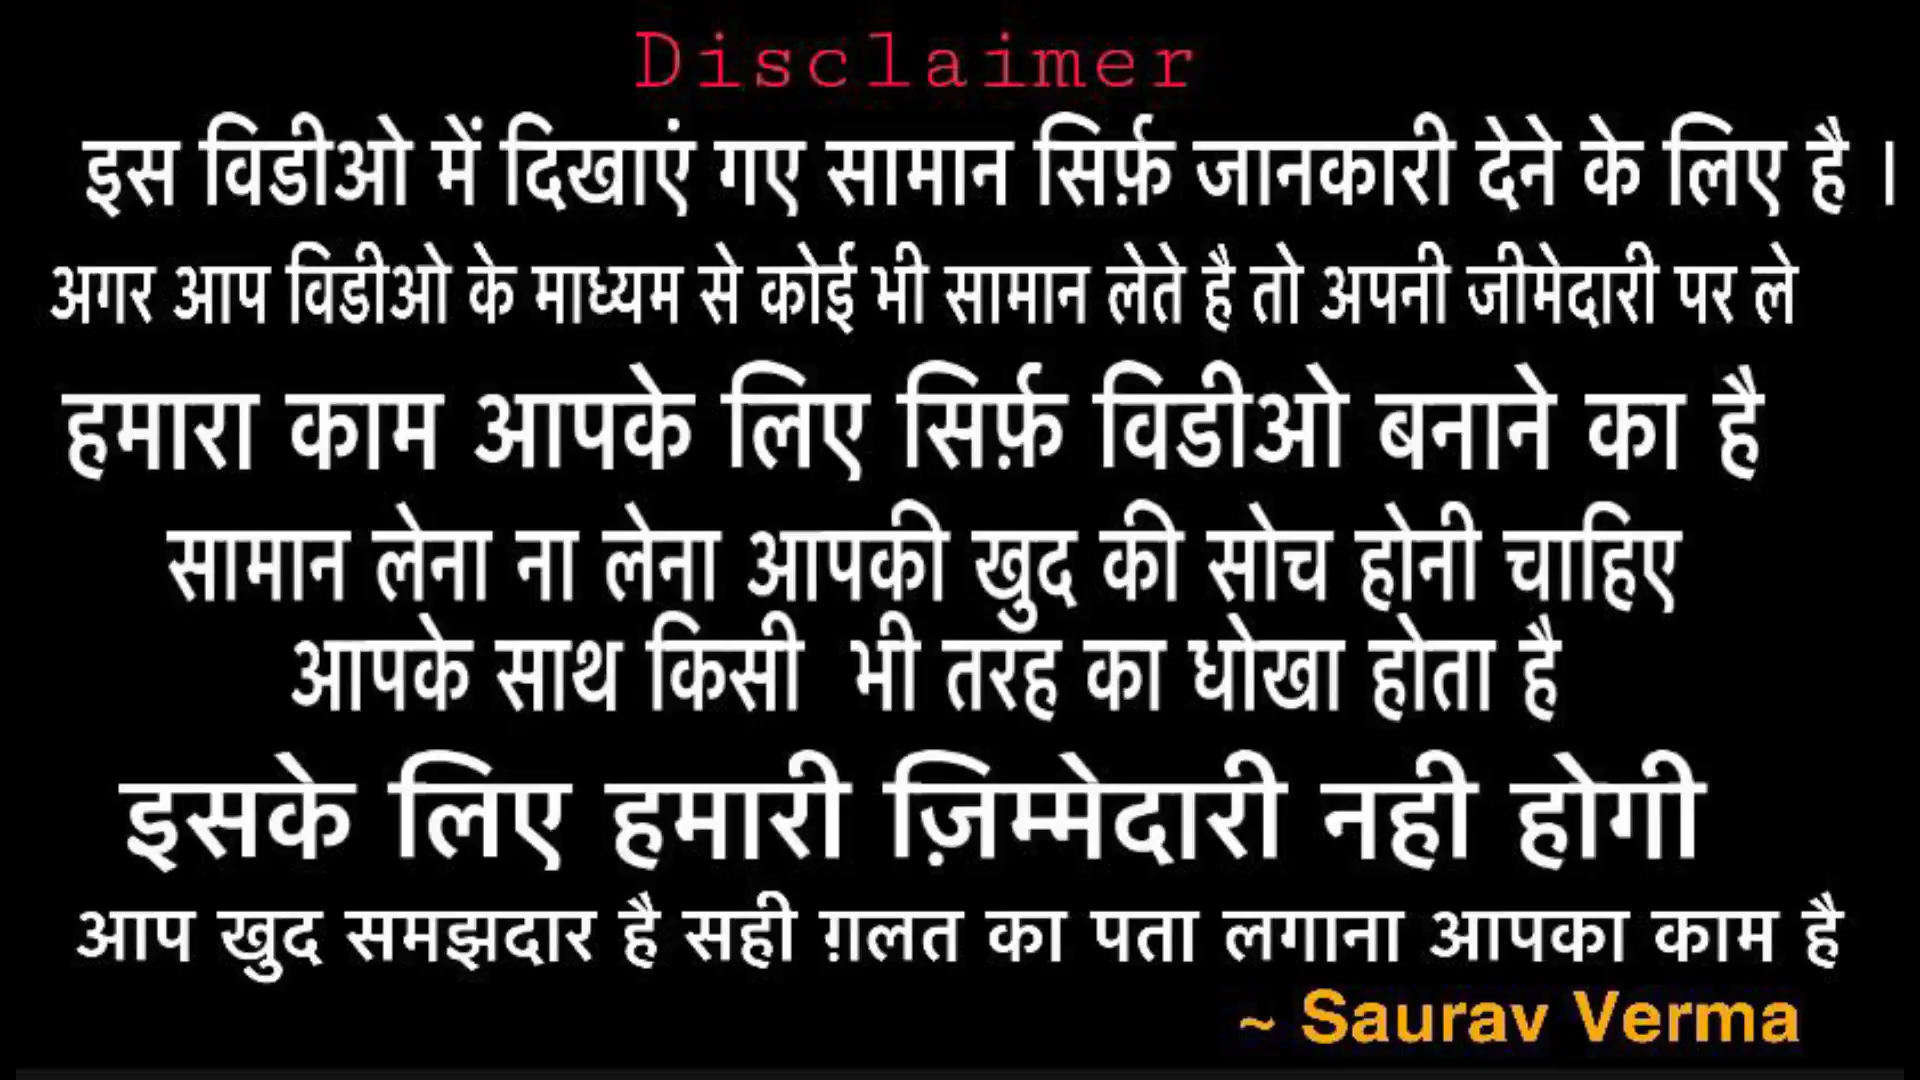 Disclaimer
इस विडीओ में दिखाएं गए सामान सिर्फ़ जानकारी देने के लिए है ।
अगर आप विडीओ के माध्यम से कोई भी सामान लेते है तो अपनी जीमेदारी पर ले
हमारा काम आपके लिए सिर्फ़ विडीओ बनाने का है
सामान लेना ना लेना आपकी खुद की सोच होनी चाहिए
आपके साथ किसी भी तरह का धोखा होता है
इसके लिए हमारी ज़िम्मेदारी नही होगी
आप खुद समझदार है सही ग़लत का पता लगाना आपका काम है
~ Saurav Verma